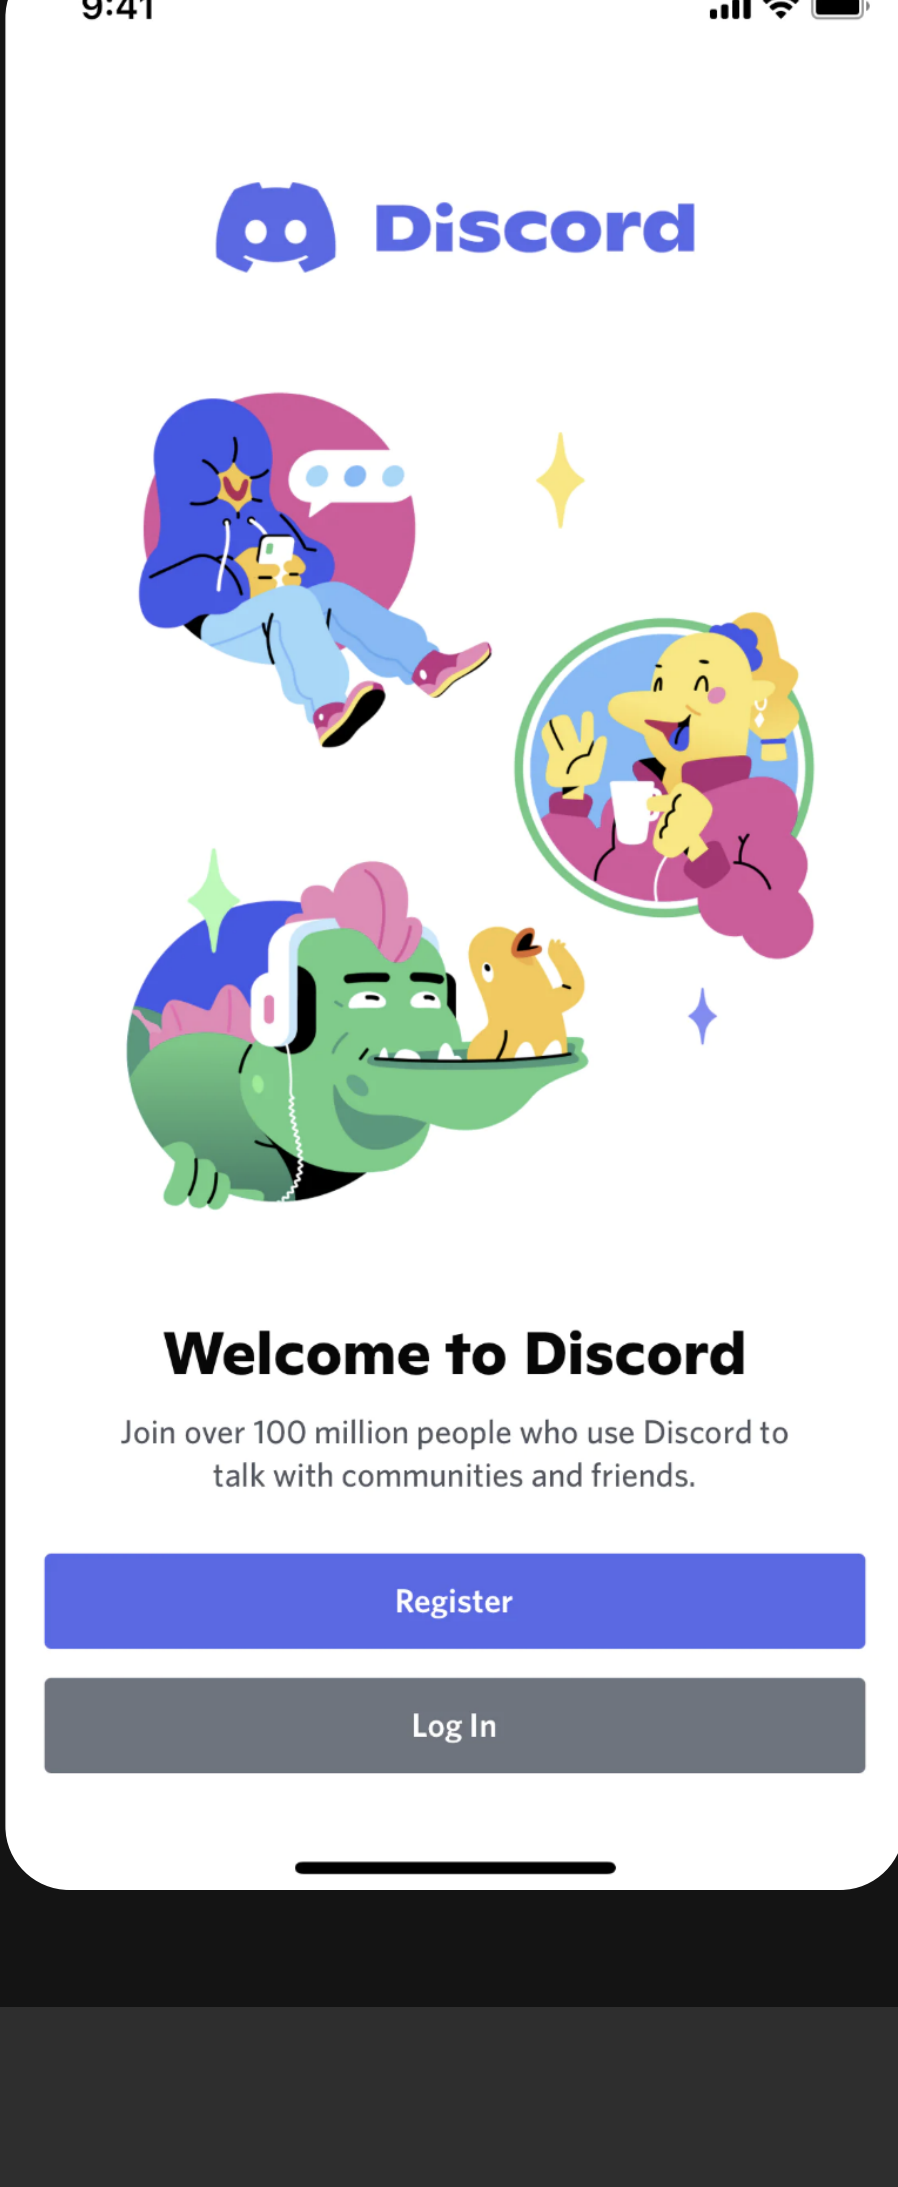 9:41
Discord
Welcome to Discord
Join over 100 million people who use Discord to
talk with communities and friends.
Register
Log In